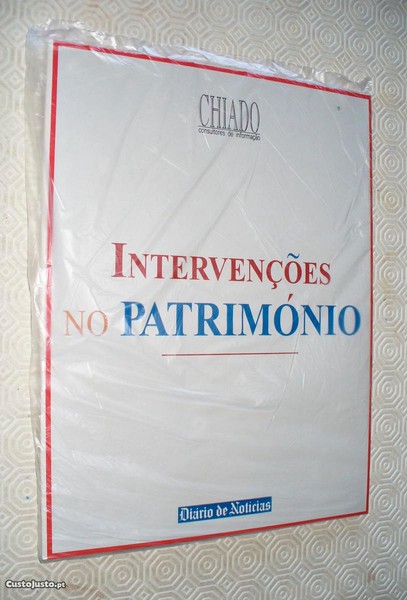 CHIADO
consultores de informação
INTERVENÇÕES
NO PATRIMÓNIO
Diário de Notícias
CustoJusto.pt